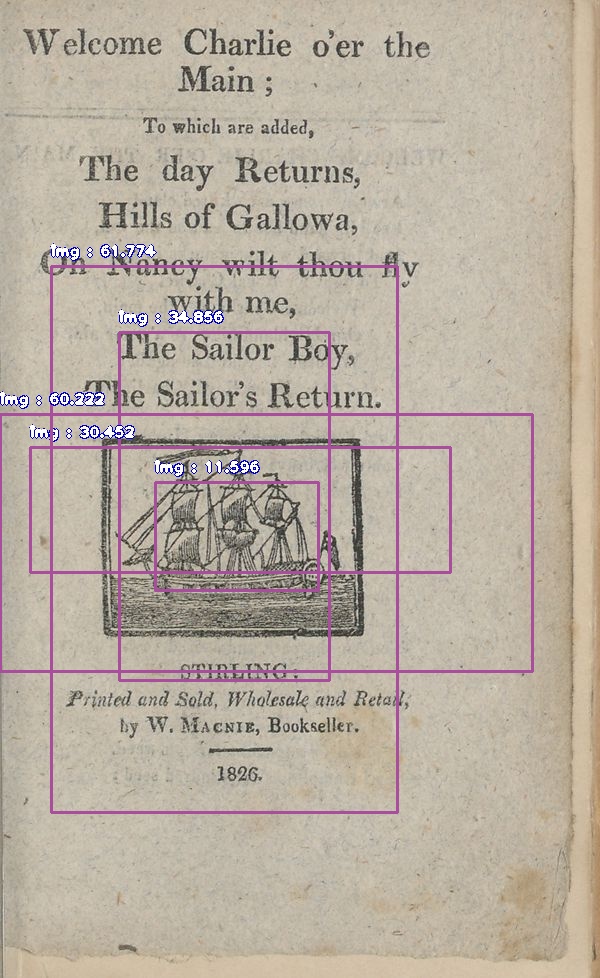 Welcome Charlie o'er the
Main ;
To which are added,
The day Returns,
Hills of Gallowa,
Oh Nancy wilt thou fly
with me,
The Sailor Boy,
The Sailor's Return.
STIRLING:
Printed and Sold, Wholesale and Retail,
by W. MACNIE, Bookseller.
1826.
img : 61.774
img : 34.856
img : 60.222
img : 30.452
img : 11.596